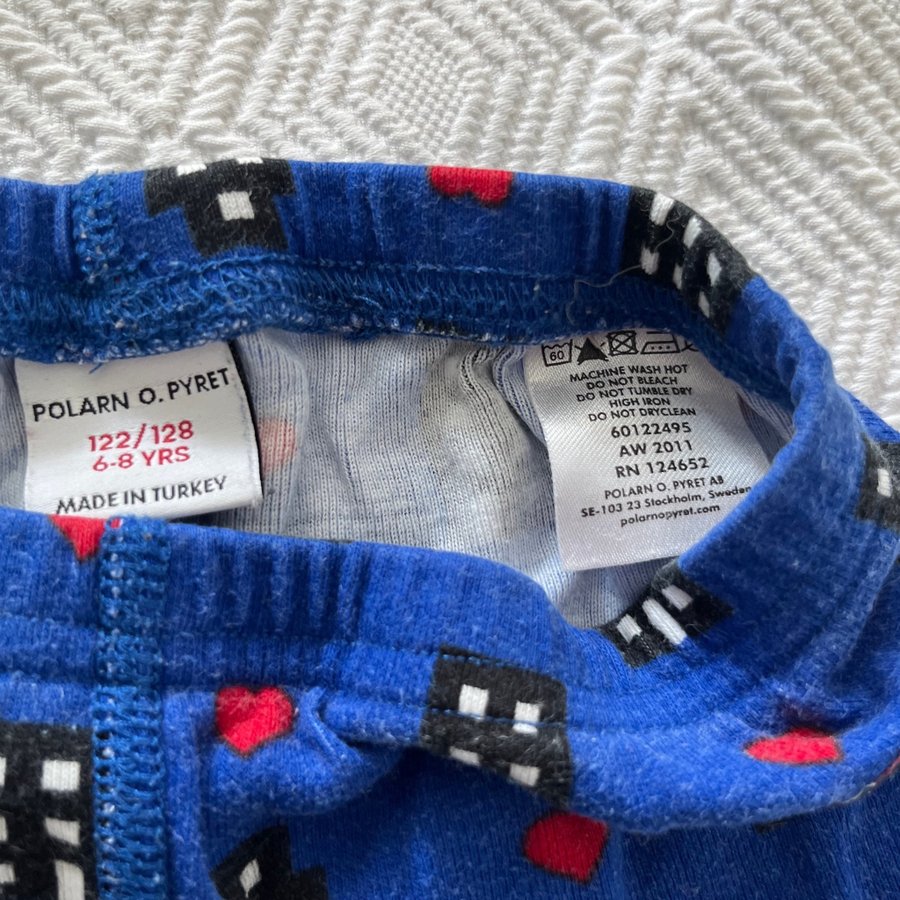 POLARN O. PYRET
122/128
6-8 YRS
MADE IN TURKEY
60
MACHINE WASH HOT
DO NOT BLEACH
DO NOT TUMBLE DRY
HIGH IRON
DO NOT DRYCLEAN
60122495
AW 2011
RN 124652
POLARN O. PYRET AB
SE-103 23 Stockholm, Sweden
polarnopyret.com